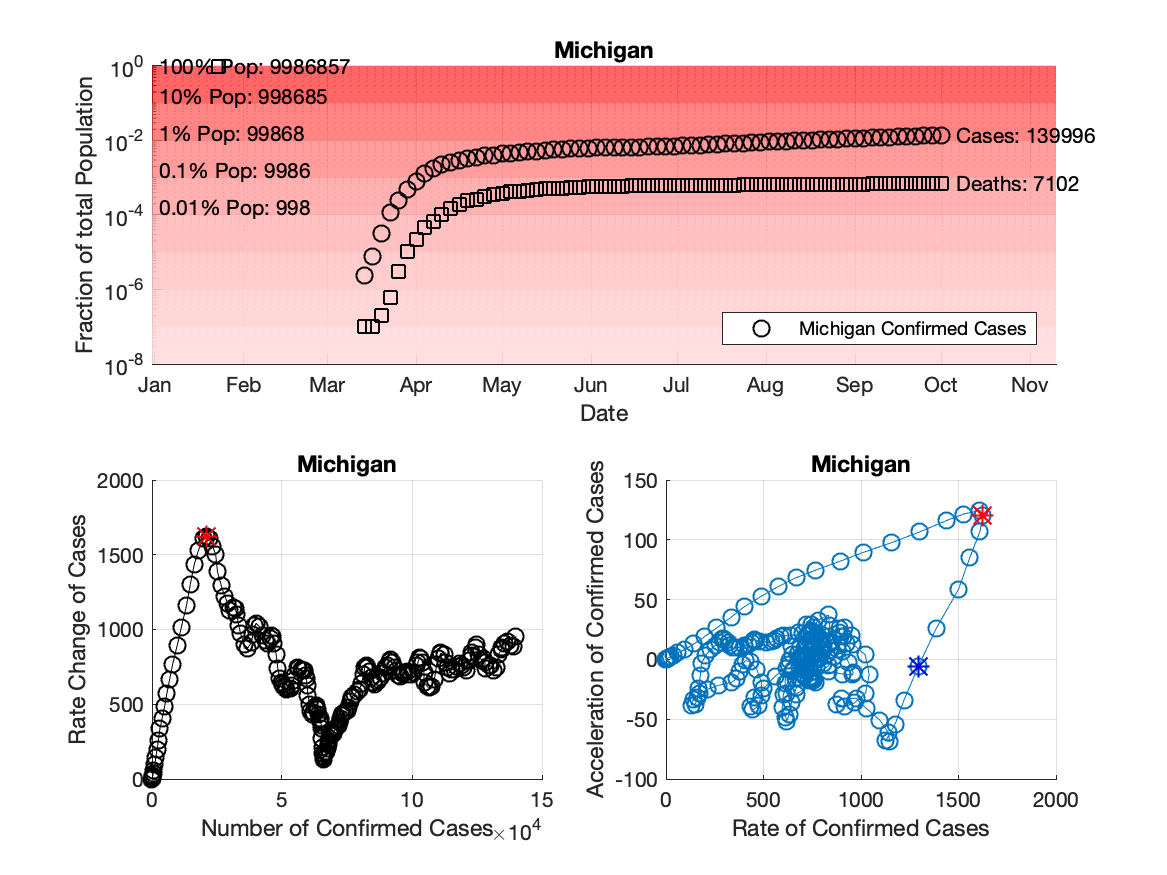 Michigan
Fraction of total Population
10^0
10^-2
10^-4
10^-6
10^-8
100% Pop: 9986857
10% Pop: 998685
1% Pop: 99868
0.1% Pop: 9986
0.01% Pop: 998
Cases: 139996
Deaths: 7102
Michigan Confirmed Cases
Jan Feb Mar Apr May Jun Jul Aug Sep Oct Nov
Date
Michigan
Rate Change of Cases
2000
1500
1000
500
0
0 5 10 15
Number of Confirmed Cases ×10^4
Michigan
Acceleration of Confirmed Cases
150
100
50
0
-50
-100
0 500 1000 1500 2000
Rate of Confirmed Cases